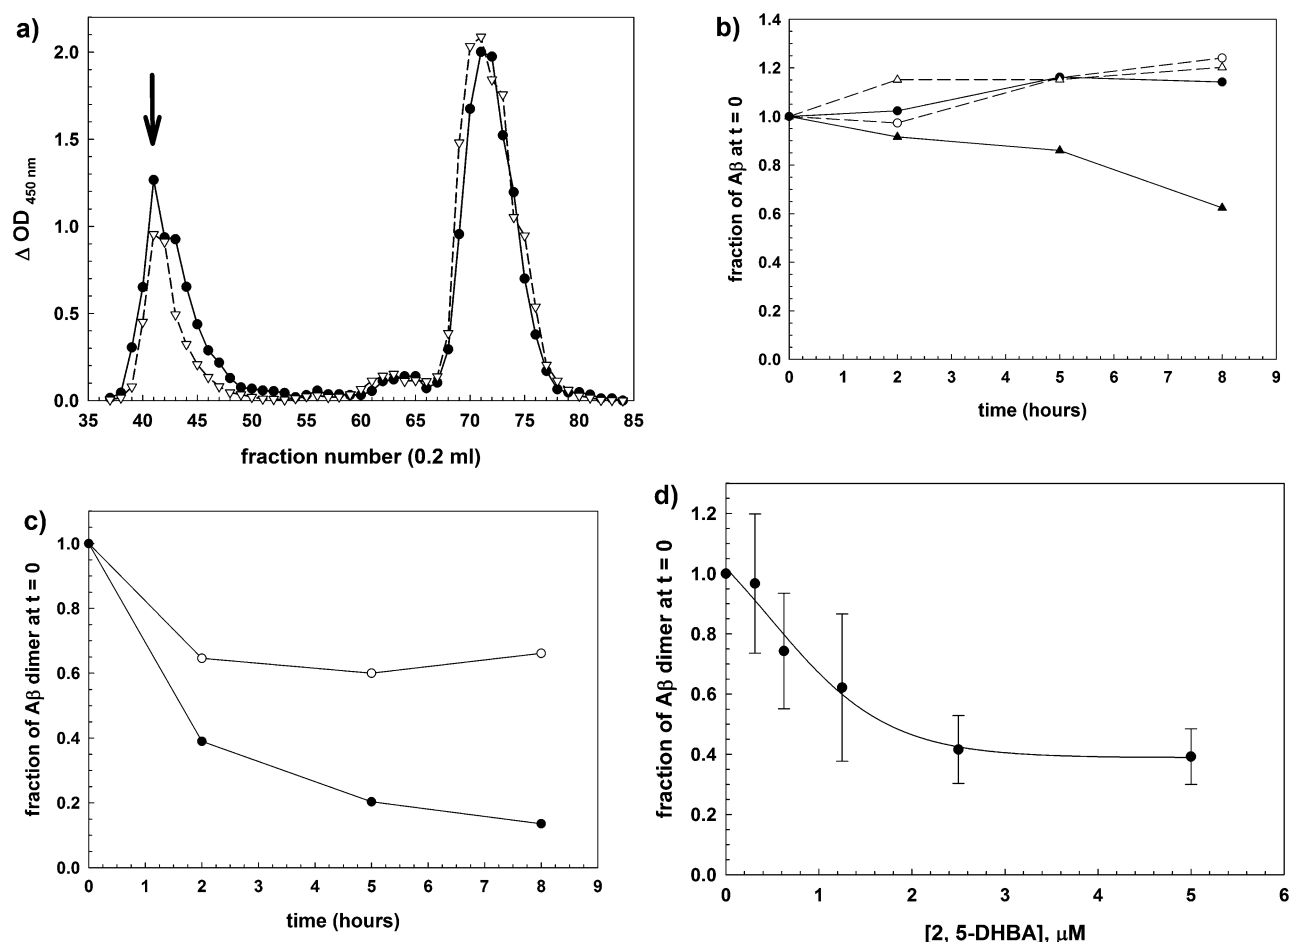 a)
Δ OD 450 nm
2.0
1.5
1.0
0.5
0.0
35 40 45 50 55 60 65 70 75 80 85
fraction number (0.2 ml)
b)
fraction of Aβ at t = 0
1.4
1.2
1.0
0.8
0.6
0.4
0.2
0.0
0 2 3 4 5 6 7 8 9
time (hours)
c)
fraction of Aβ dimer at t = 0
1.0
0.8
0.6
0.4
0.2
0.0
0 1 2 3 4 5 6 7 8 9
time (hours)
d)
fraction of Aβ dimer at t = 0
1.2
1.0
0.8
0.6
0.4
0.2
0.0
0 1 2 3 4 5 6
[2, 5-DHBA], μM